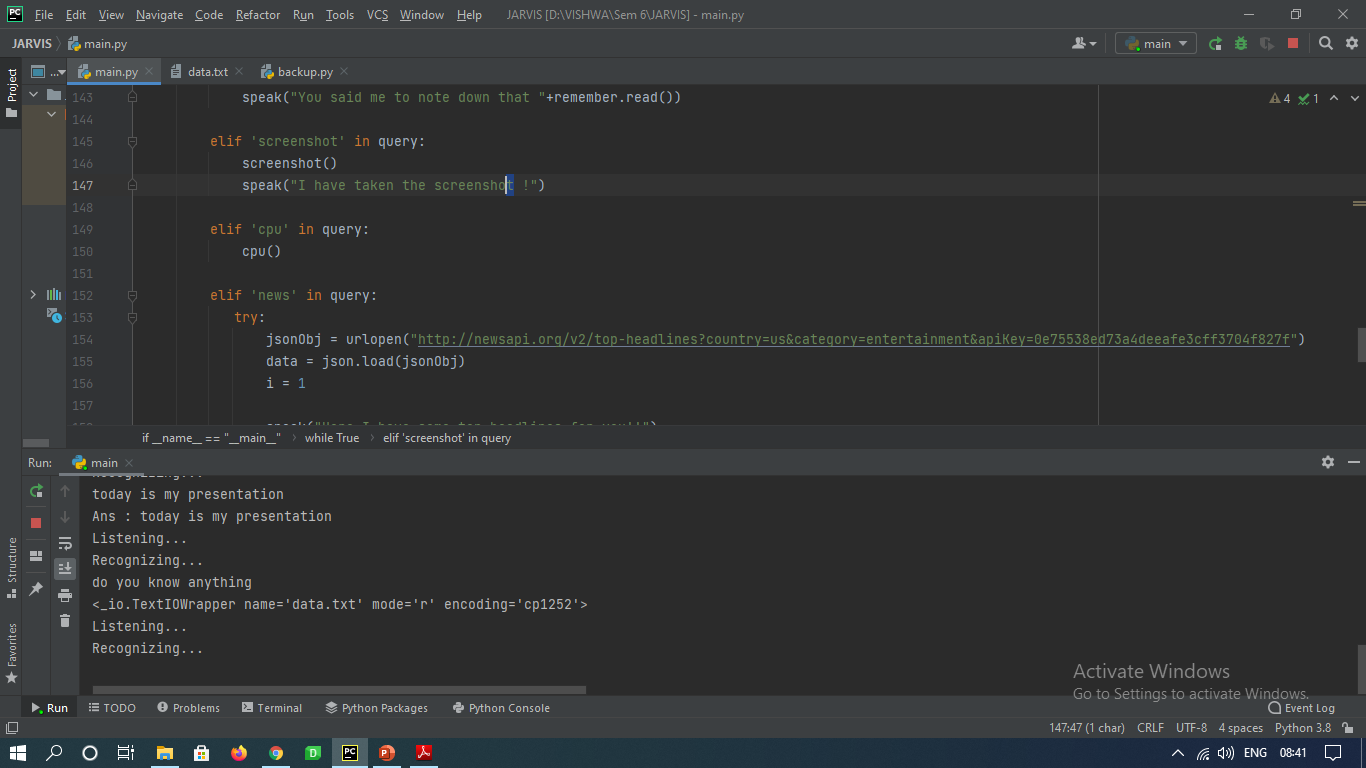 File Edit View Navigate Code Refactor Run Tools VCS Window Help JARVIS [D:\VISHWA\Sem 6\JARVIS] - main.py
JARVIS main.py main
Project ... main.py data.txt backup.py
143 speak("You said me to note down that "+remember.read()) 4 1
144
145 elif 'screenshot' in query:
146 screenshot()
147 speak("I have taken the screenshot !")
148
149 elif 'cpu' in query:
150 cpu()
151
152 elif 'news' in query:
153 try:
154 jsonObj = urlopen("http://newsapi.org/v2/top-headlines?country=us&category=entertainment&apiKey=0e75538ed73a4deeafe3cff3704f827f")
155 data = json.load(jsonObj)
156 i = 1
157
if __name__ == "__main__" while True elif 'screenshot' in query
Run: main
Recognizing...
today is my presentation
Ans : today is my presentation
Listening...
Recognizing...
do you know anything
<_io.TextIOWrapper name='data.txt' mode='r' encoding='cp1252'>
Listening...
Recognizing...
Structure
Favorites
Activate Windows
Go to Settings to activate Windows.
Run TODO Problems Terminal Python Packages Python Console Event Log
147:47 (1 char) CRLF UTF-8 4 spaces Python 3.8
ENG 08:41